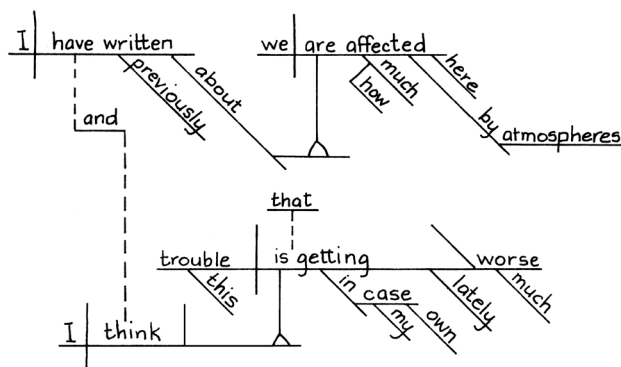 I have written we are affected here
previously about how much by atmospheres
and
that
trouble is getting worse
this in case my own lately much
I think